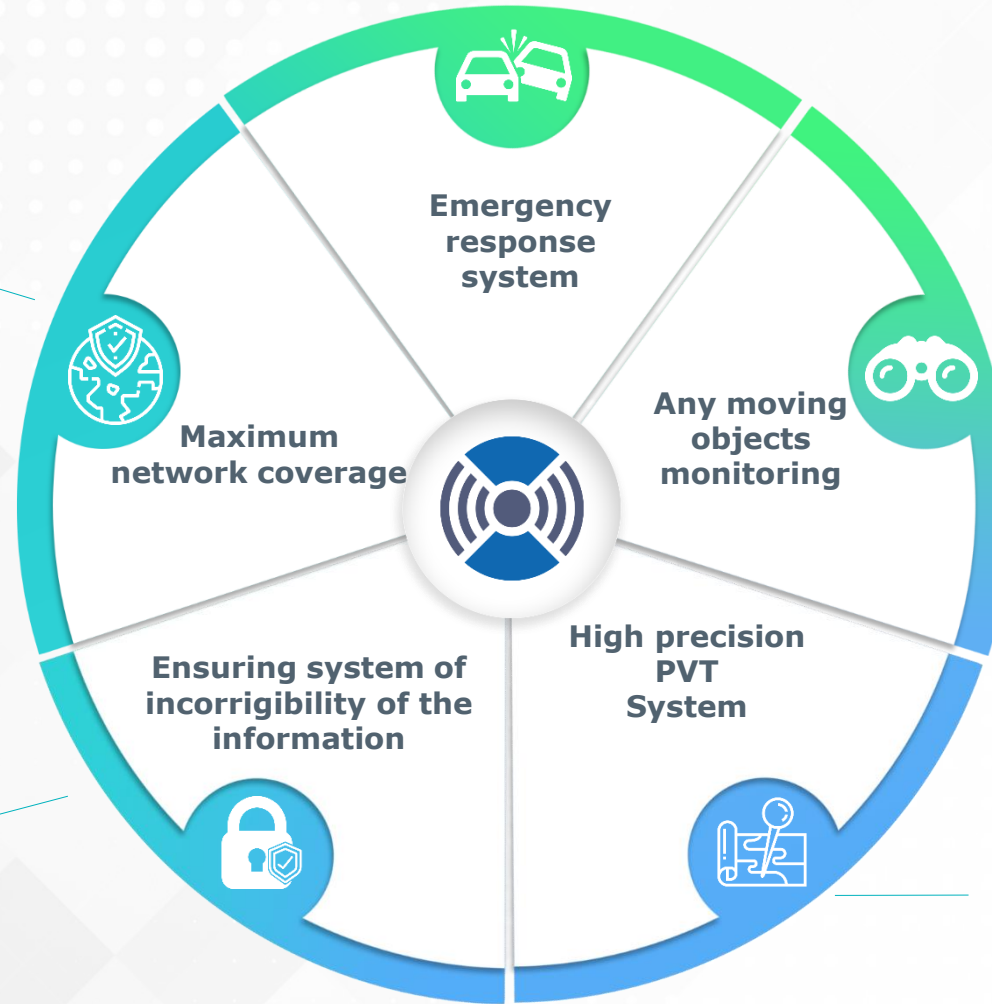 Emergency
response
system
Any moving
objects
monitoring
High precision
PVT
System
Ensuring system of
incorrigibility of the
information
Maximum
network coverage